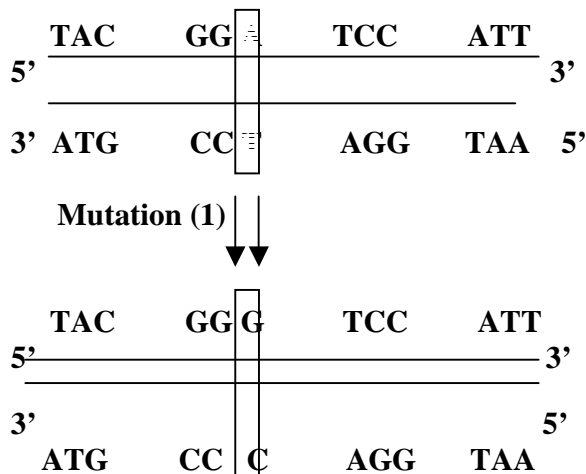 TAC GG A TCC ATT
5’ 3’
3’ ATG CC T AGG TAA 5’
Mutation (1)
TAC GG G TCC ATT
5’ 3’
3’ 5’
ATG CC C AGG TAA